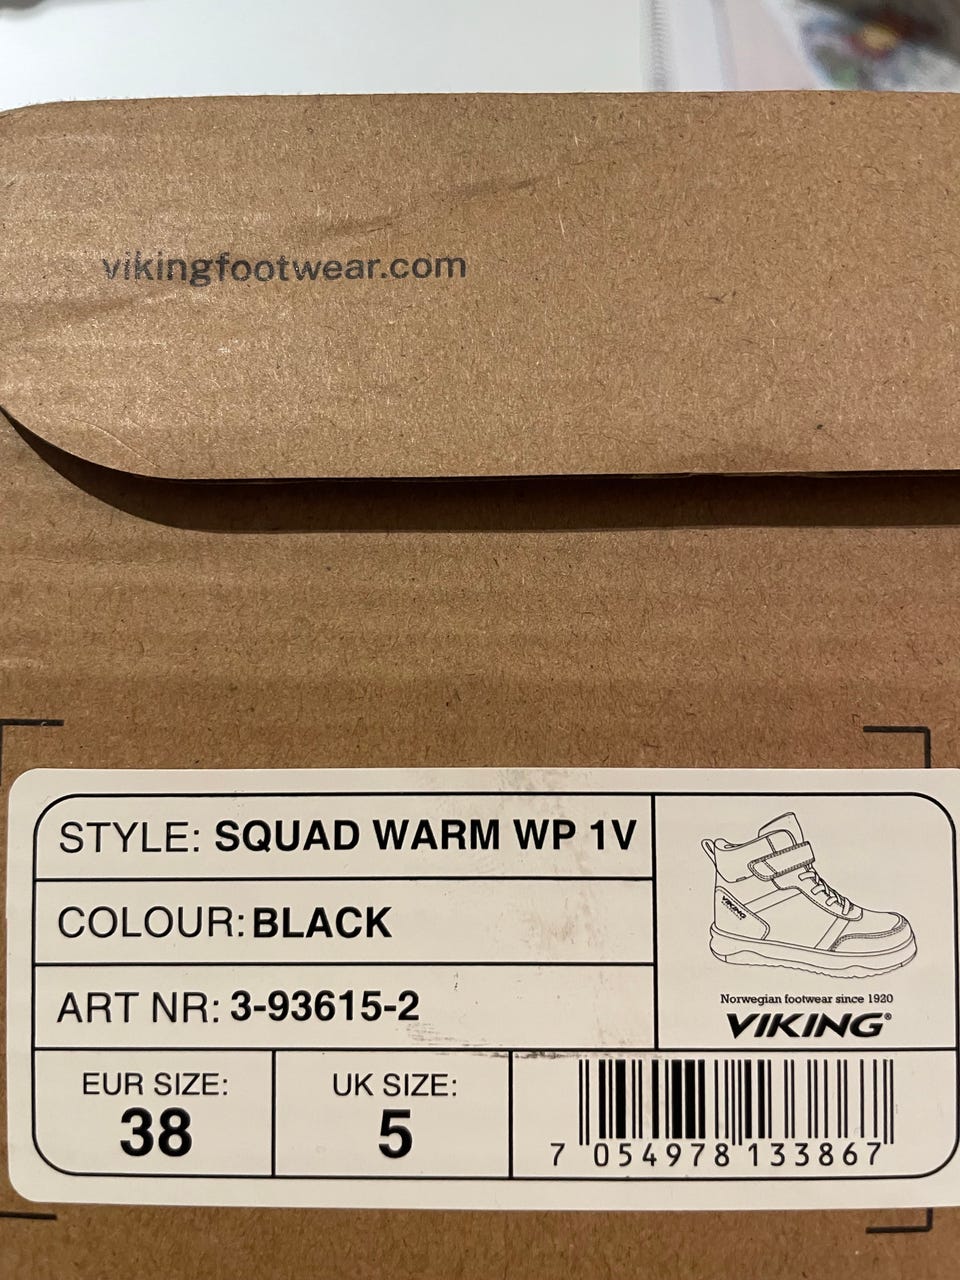 vikingfootwear.com
STYLE: SQUAD WARM WP 1V
COLOUR: BLACK
ART NR: 3-93615-2
VIKING
Norwegian footwear since 1920
VIKING®
EUR SIZE:
38
UK SIZE:
5
7 054978 133867